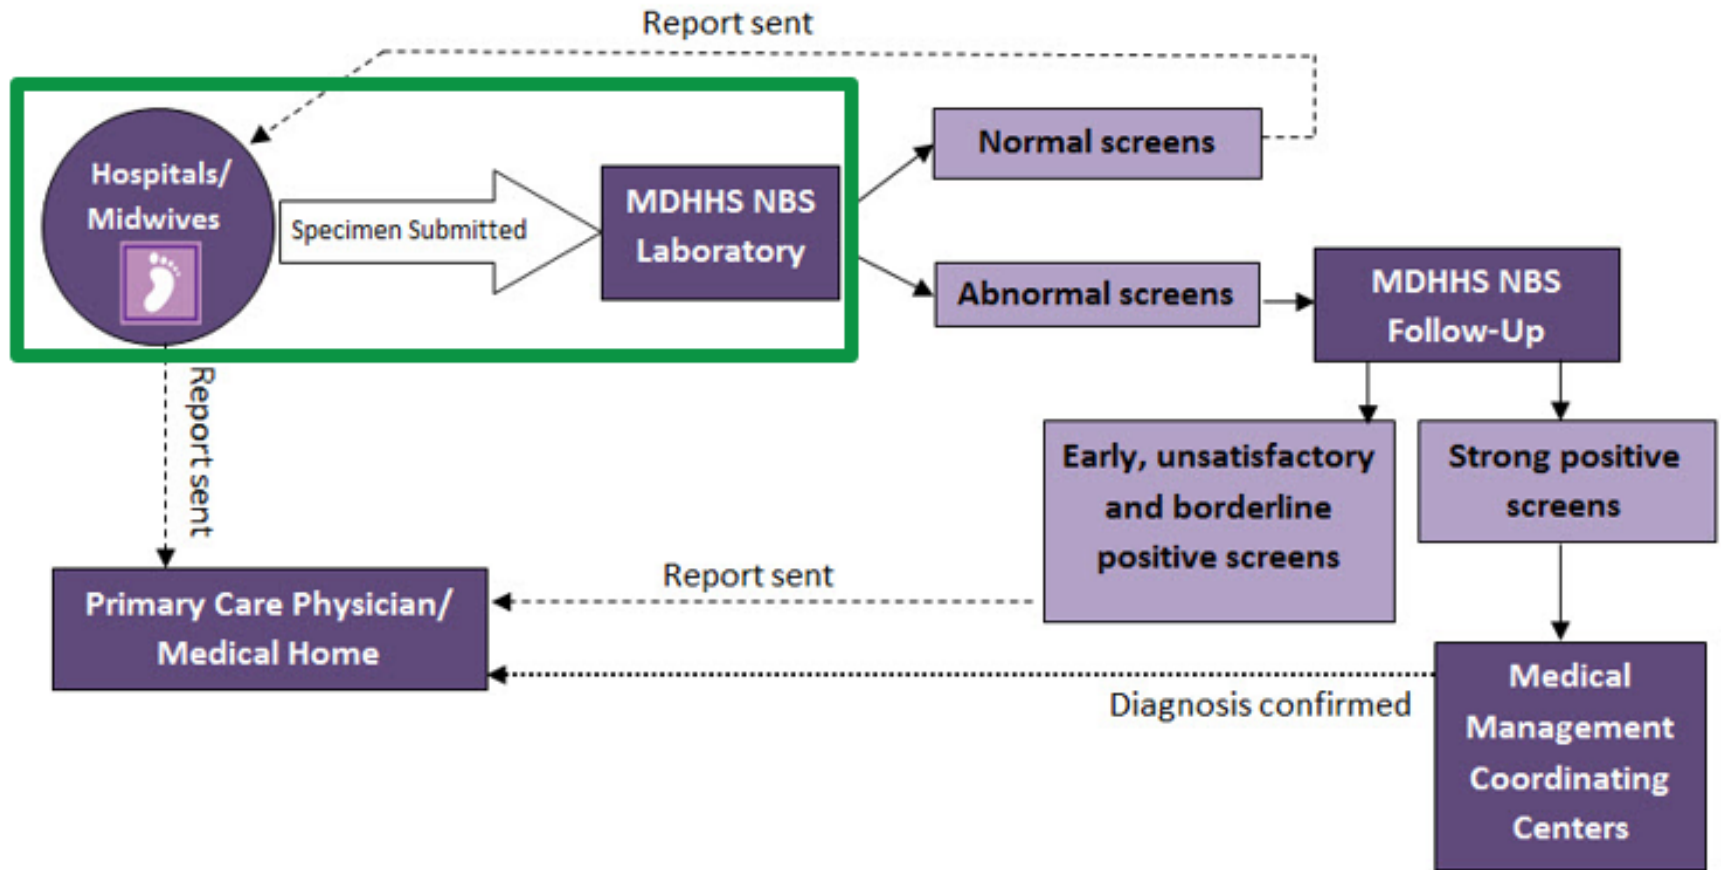 Report sent
Hospitals/
Midwives
Specimen Submitted
MDHHS NBS
Laboratory
Normal screens
Abnormal screens
MDHHS NBS
Follow-Up
Report sent
Early, unsatisfactory
and borderline
positive screens
Strong positive
screens
Report sent
Primary Care Physician/
Medical Home
Diagnosis confirmed
Medical
Management
Coordinating
Centers